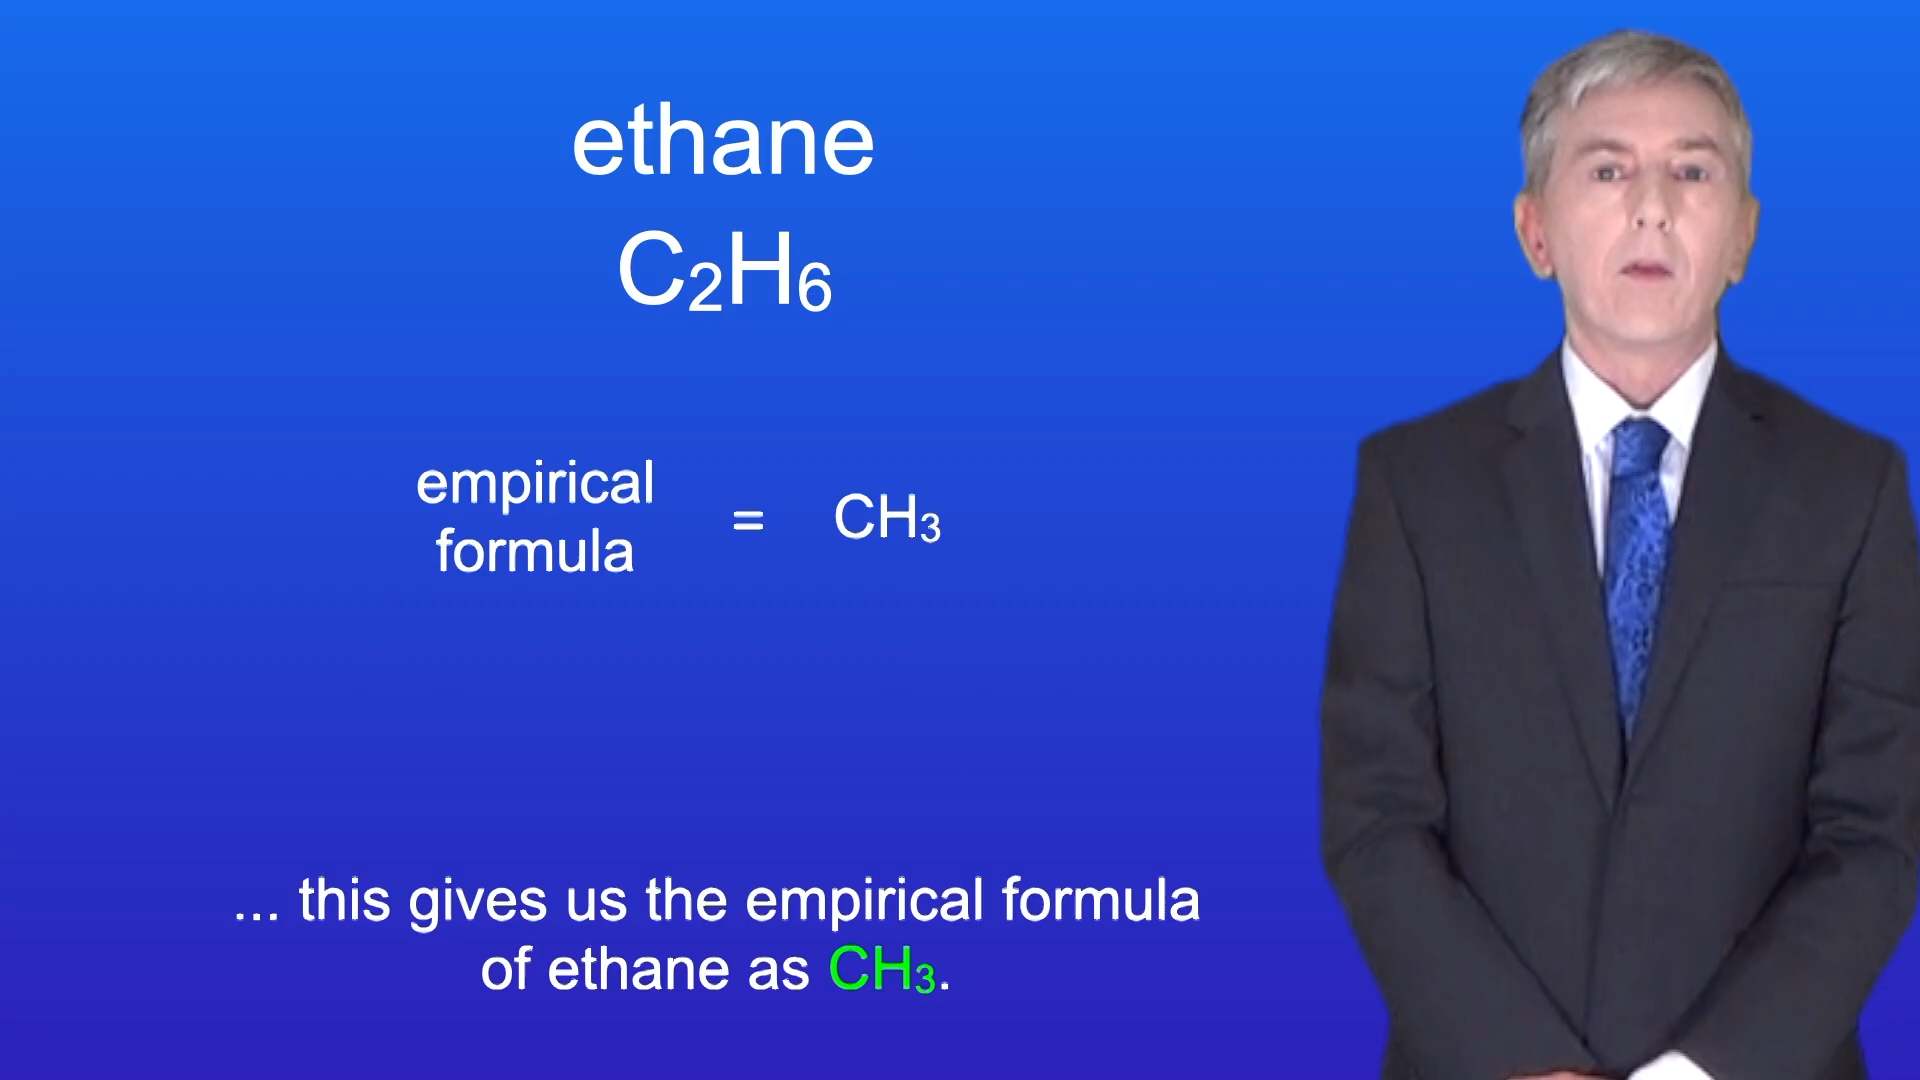 ethane
C₂H₆
empirical
formula = CH₃
... this gives us the empirical formula
of ethane as CH₃.